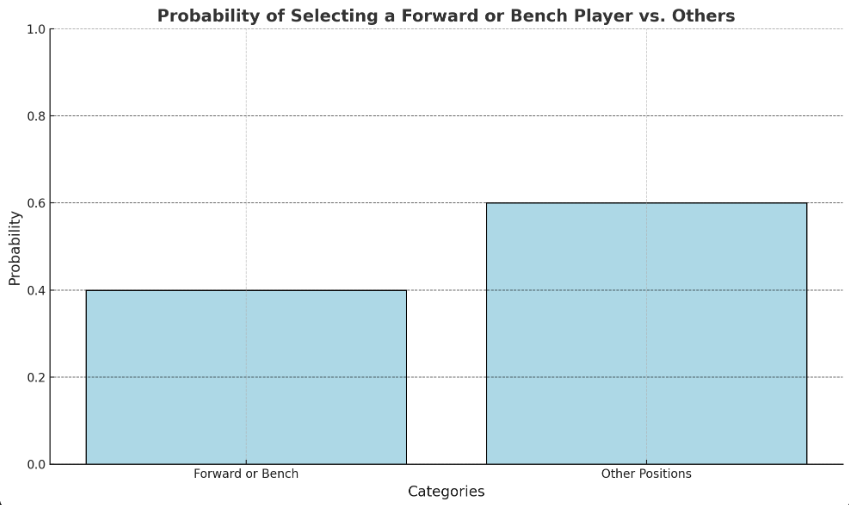 Probability of Selecting a Forward or Bench Player vs. Others
1.0
0.8
0.6
0.4
0.2
0.0
Probability
Forward or Bench
Other Positions
Categories